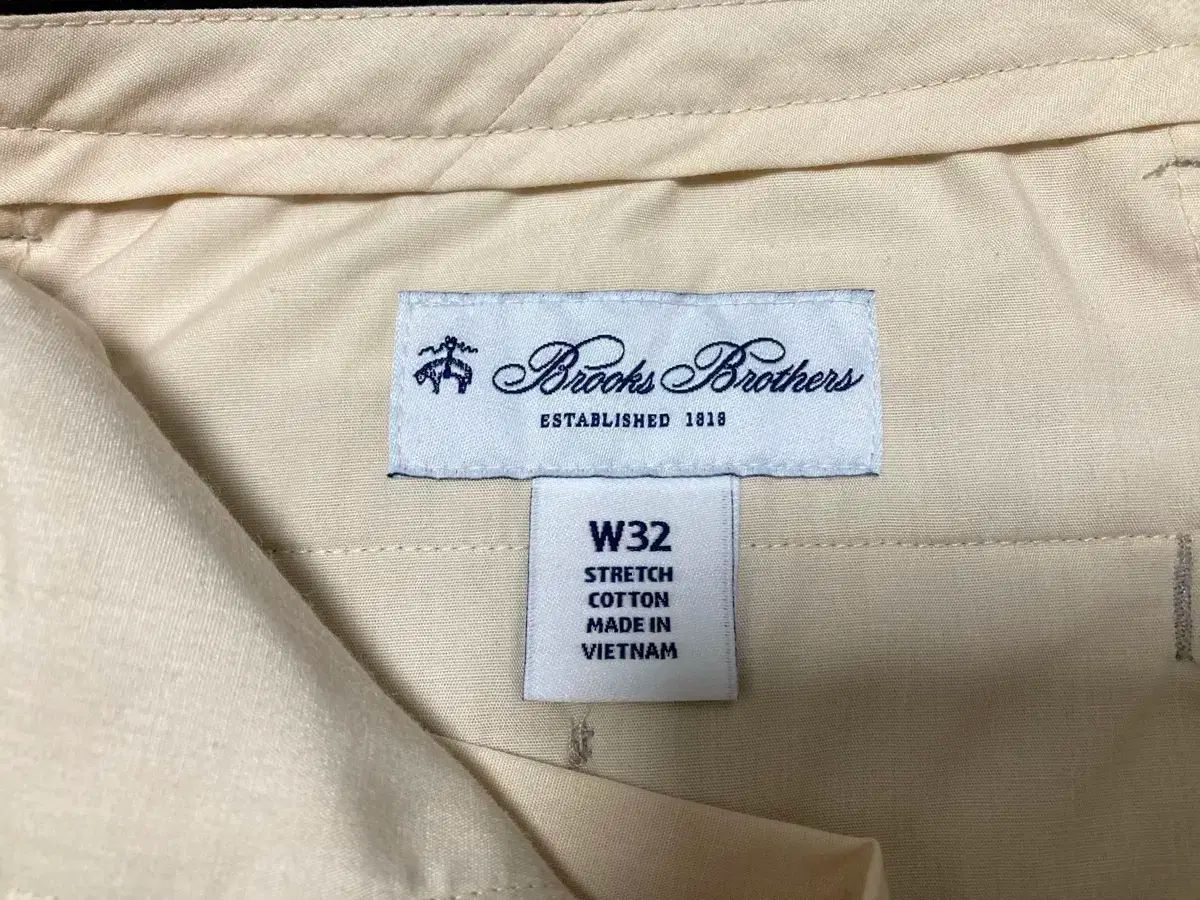 Brooks Brothers
ESTABLISHED 1818
W32
STRETCH
COTTON
MADE IN
VIETNAM